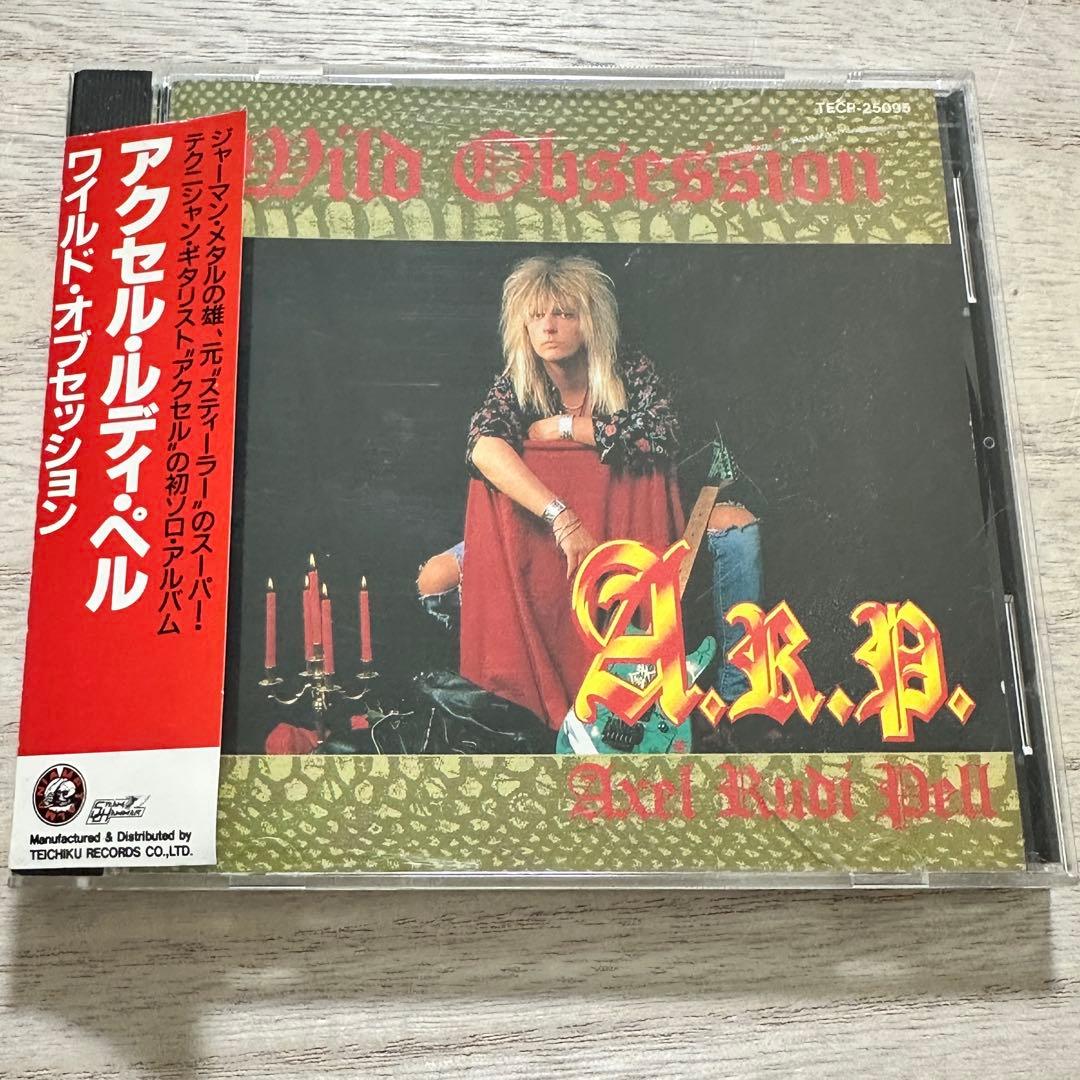 アクセル・ルディ・ペル
ワイルド・オブセッション
ジャーマン・メタルの雄、元"スティーラー"のスーパー・
テクニシャン・ギタリスト"アクセル"の初ソロ・アルバム
Manufactured & Distributed by
TEICHIKU RECORDS CO.,LTD.
TECP-25095
Wild Obsession
A.R.P.
Axel Rudi Pell